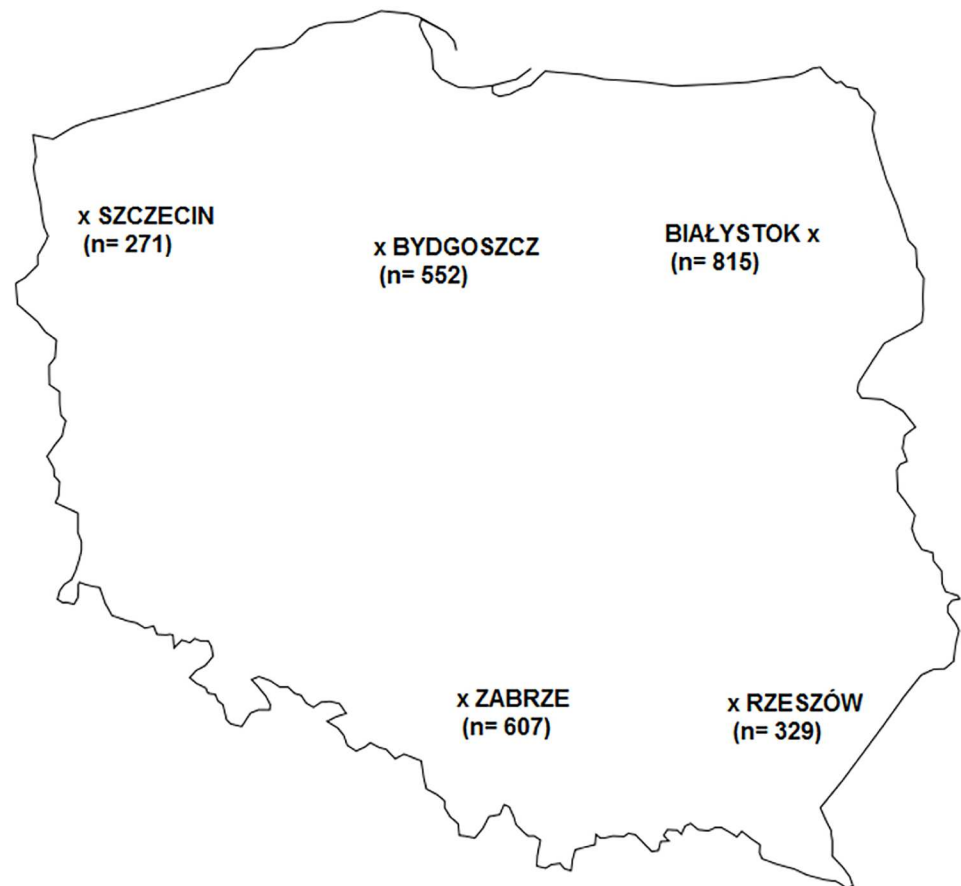 x SZCZECIN
(n= 271)
x BYDGOSZCZ
(n= 552)
BIAŁYSTOK x
(n= 815)
x ZABRZE
(n= 607)
x RZESZÓW
(n= 329)